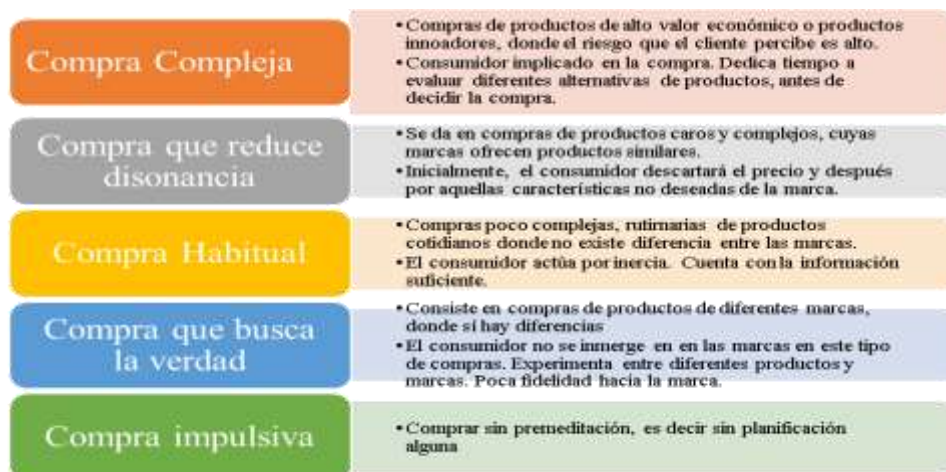 Compra Compleja
•Compras de productos de alto valor económico o productos
innoadores, donde el riesgo que el cliente percibe es alto.
•Consumidor implicado en la compra. Dedica tiempo a
evaluar diferentes alternativas de productos, antes de
decidir la compra.
Compra que reduce
disonancia
•Se da en compras de productos caros y complejos, cuyas
marcas ofrecen productos similares.
•Inicialmente, el consumidor descartará el precio y después
por aquellas características no deseadas de la marca.
Compra Habitual
•Compras poco complejas, rutirnarias de productos
cotidianos donde no existe diferencia entre las marcas.
•El consumidor actúa por inercia. Cuenta con la información
suficiente.
Compra que busca
la verdad
•Consiste en compras de productos de diferentes marcas,
donde sí hay diferencias
•El consumidor no se inmerge en en las marcas en este tipo
de compras. Experimenta entre diferentes productos y
marcas. Poca fidelidad hacia la marca.
Compra impulsiva
•Comprar sin premeditación, es decir sin planificación
alguna